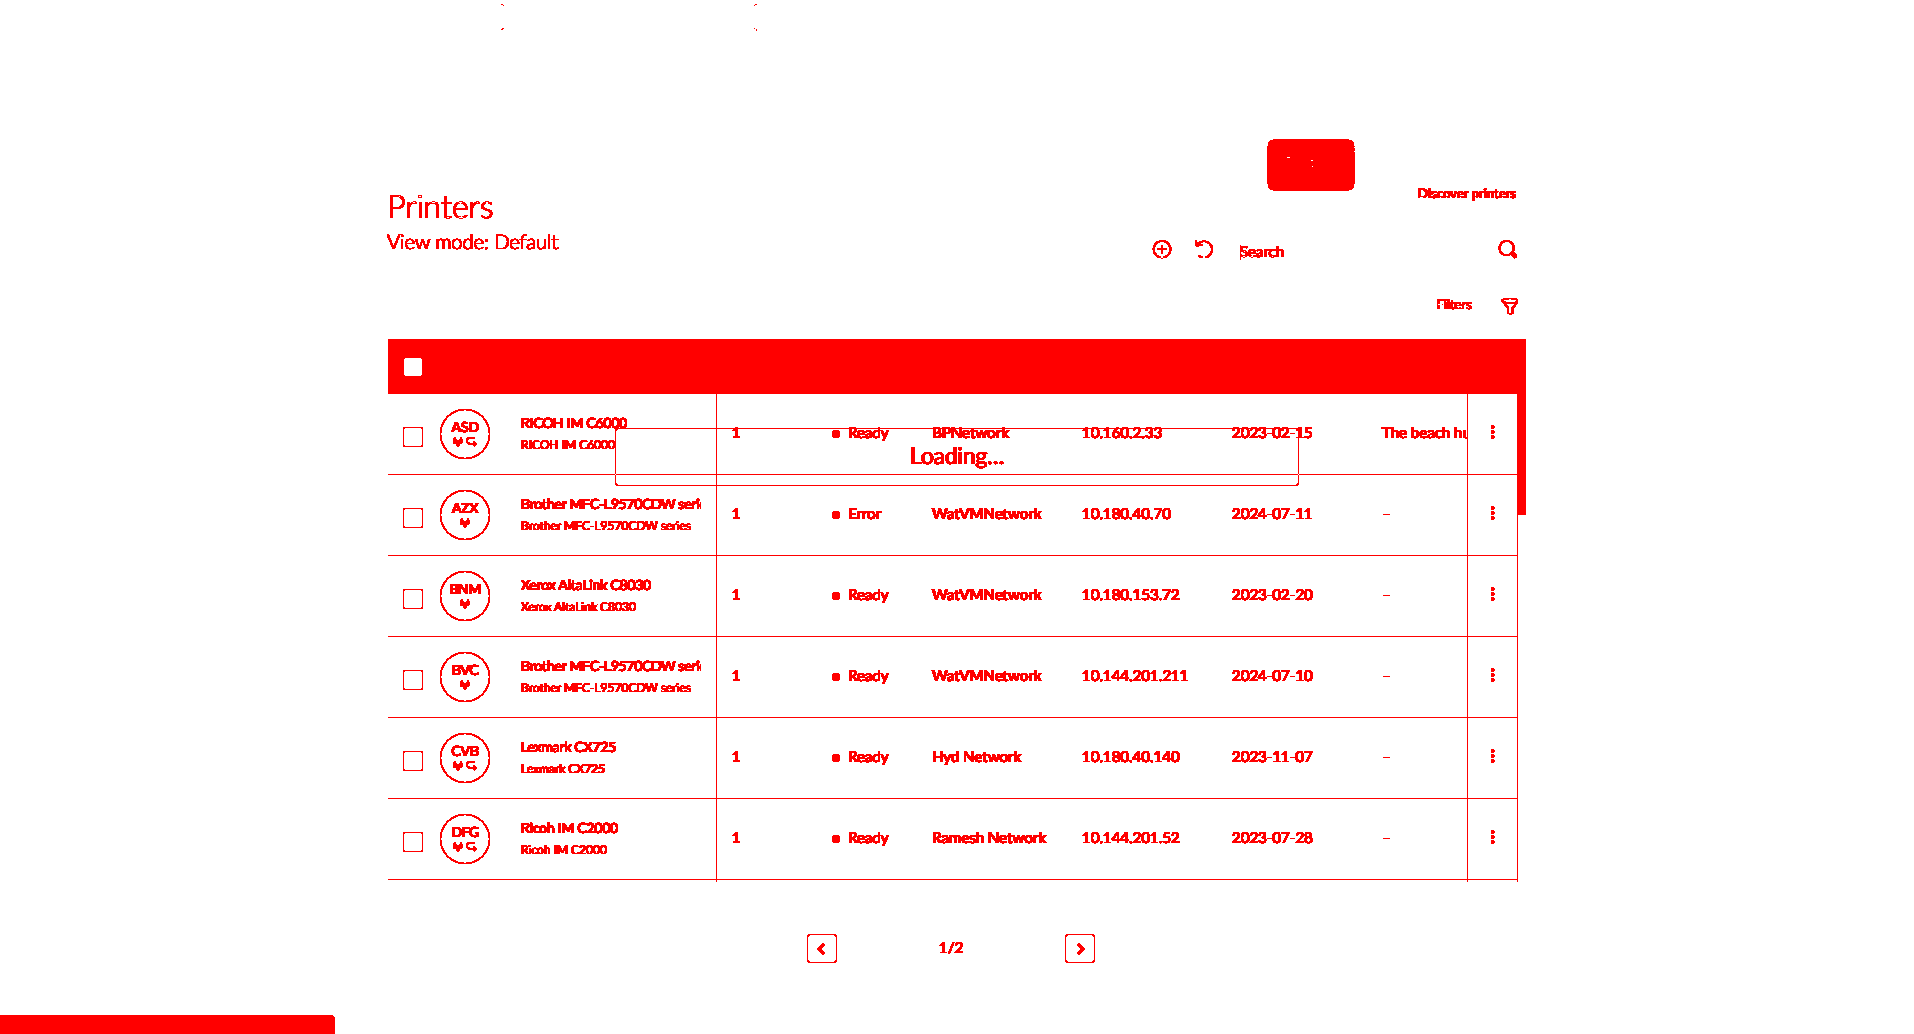 Discover printers
Printers
View mode: Default
Search
Filters
ASD RICOH IM C6000 RICOH IM C6000 1 Ready BPNetwork 10.160.2.33 2023-02-15 The beach hu
Loading...
AZX Brother MFC-L9570CDW seri Brother MFC-L9570CDW series 1 Error WatVMNetwork 10.180.40.70 2024-07-11 –
BNM Xerox AltaLink C8030 Xerox AltaLink C8030 1 Ready WatVMNetwork 10.180.153.72 2023-02-20 –
BVC Brother MFC-L9570CDW seri Brother MFC-L9570CDW series 1 Ready WatVMNetwork 10.144.201.211 2024-07-10 –
CVB Lexmark CX725 Lexmark CX725 1 Ready Hyd Network 10.180.40.140 2023-11-07 –
DFG Ricoh IM C2000 Ricoh IM C2000 1 Ready Ramesh Network 10.144.201.52 2023-07-28 –
1/2